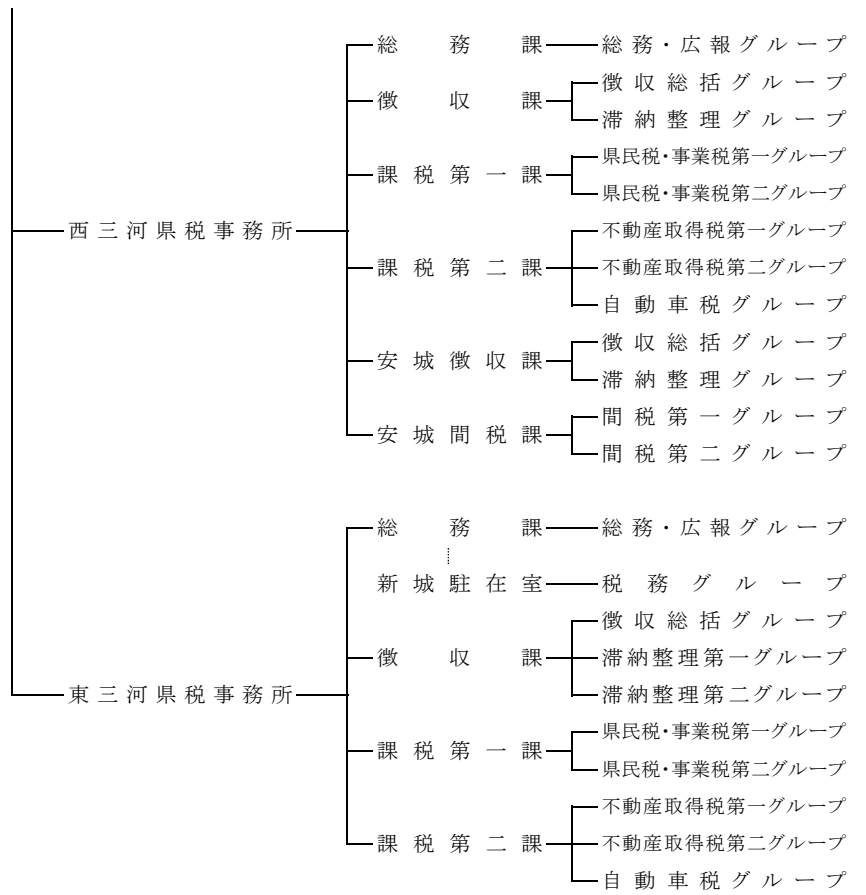 総務課 総務・広報グループ
徴収課 徴収総括グループ
滞納整理グループ
課税第一課 県民税・事業税第一グループ
県民税・事業税第二グループ
西三河県税事務所
課税第二課 不動産取得税第一グループ
不動産取得税第二グループ
自動車税グループ
安城徴収課 徴収総括グループ
滞納整理グループ
安城間税課 間税第一グループ
間税第二グループ
総務課 総務・広報グループ
新城駐在室 税務グループ
徴収課 徴収総括グループ
滞納整理第一グループ
滞納整理第二グループ
東三河県税事務所
課税第一課 県民税・事業税第一グループ
県民税・事業税第二グループ
課税第二課 不動産取得税第一グループ
不動産取得税第二グループ
自動車税グループ